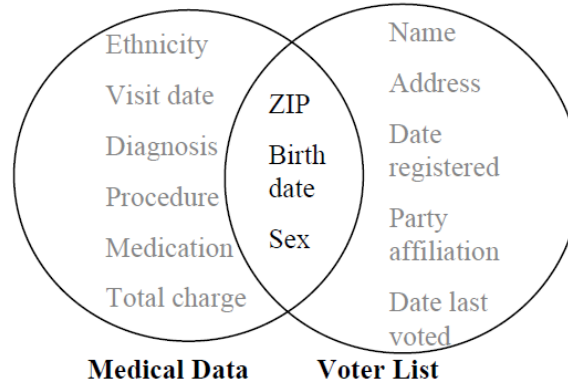 Ethnicity
Visit date
Diagnosis
Procedure
Medication
Total charge
ZIP
Birth
date
Sex
Name
Address
Date
registered
Party
affiliation
Date last
voted
Medical Data
Voter List